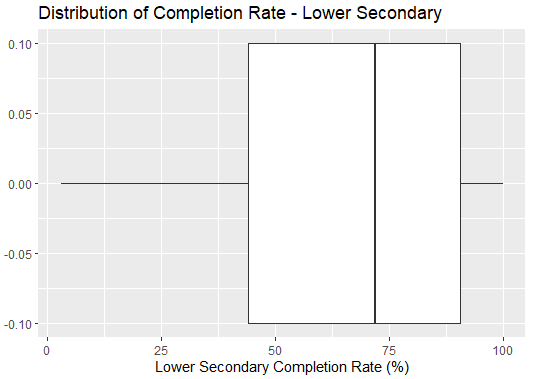 Distribution of Completion Rate - Lower Secondary
0.10
0.05
0.00
-0.05
-0.10
0 25 50 75 100
Lower Secondary Completion Rate (%)